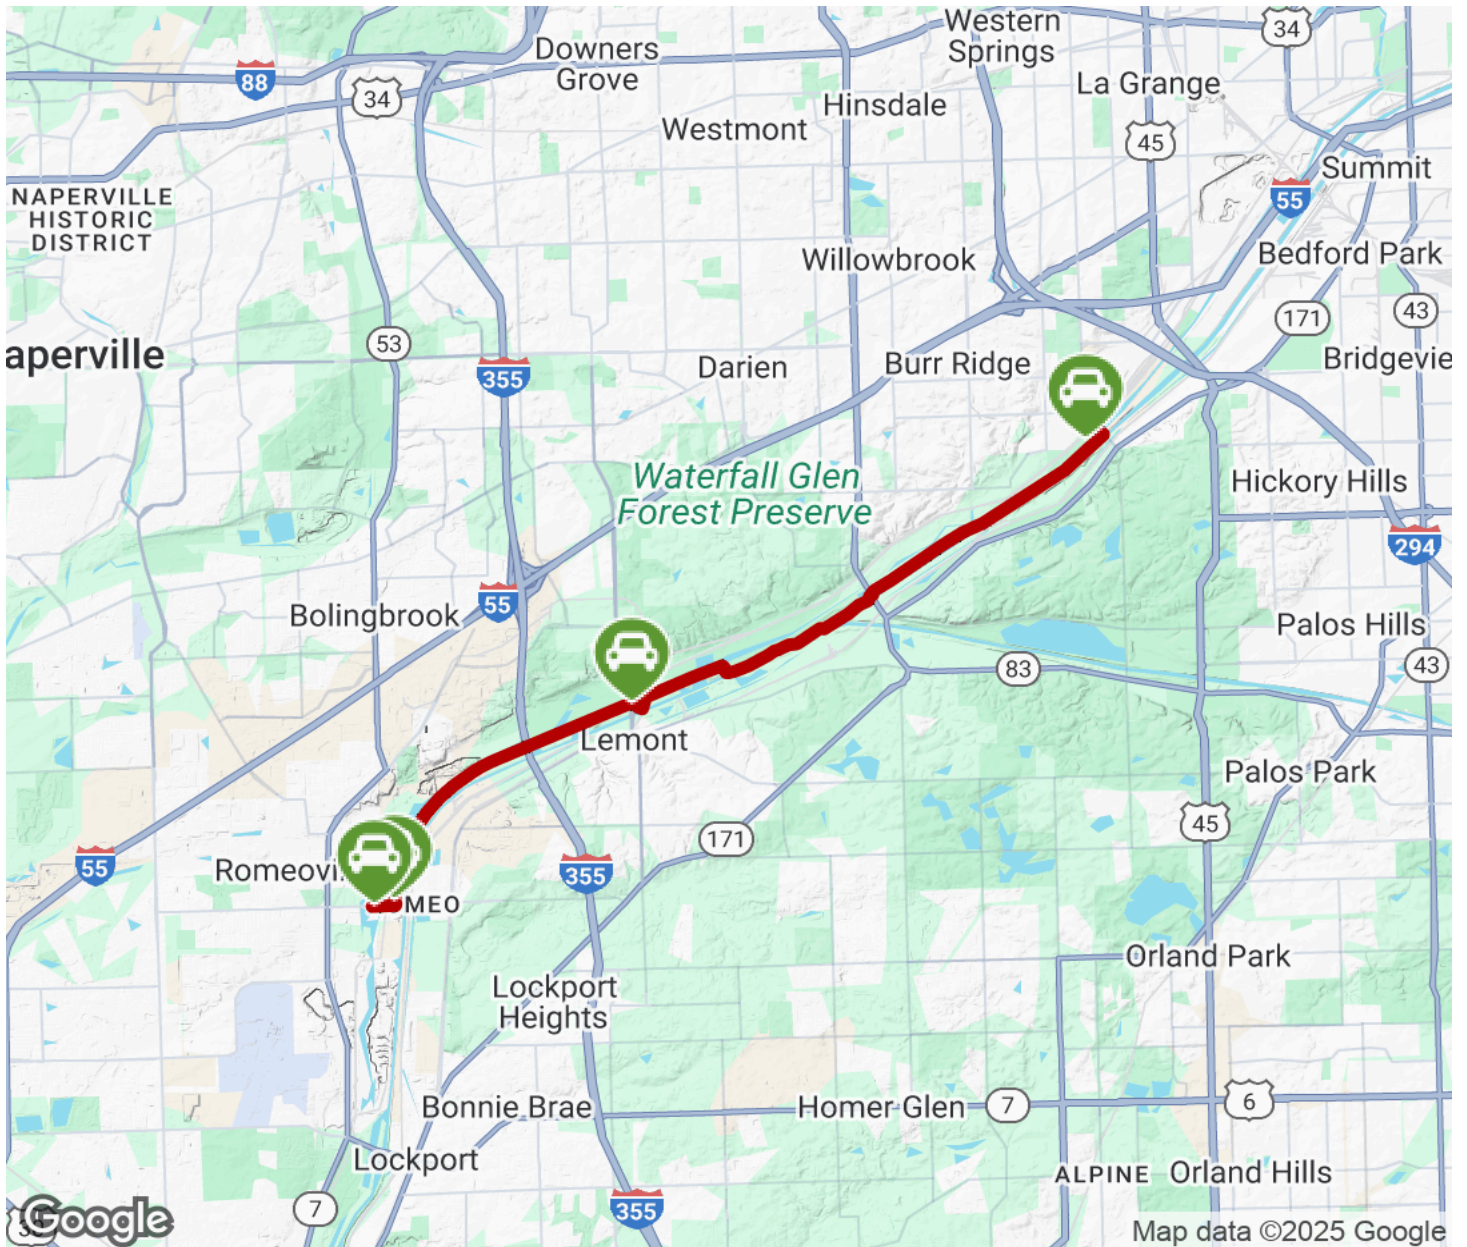 Western
Springs
34
Downers
Grove
88
34
La Grange
Hinsdale
Westmont
45
Summit
55
NAPERVILLE
HISTORIC
DISTRICT
Willowbrook
Bedford Park
171
43
53
aperville
355
Darien
Burr Ridge
Bridgevie
Waterfall Glen
Forest Preserve
Hickory Hills
294
55
Bolingbrook
Palos Hills
83
43
Lemont
Palos Park
45
171
55
Romeovi
355
MEO
Orland Park
Lockport
Heights
Bonnie Brae
Homer Glen
7
6
Lockport
ALPINE
Orland Hills
7
355
Google
Map data ©2025 Google